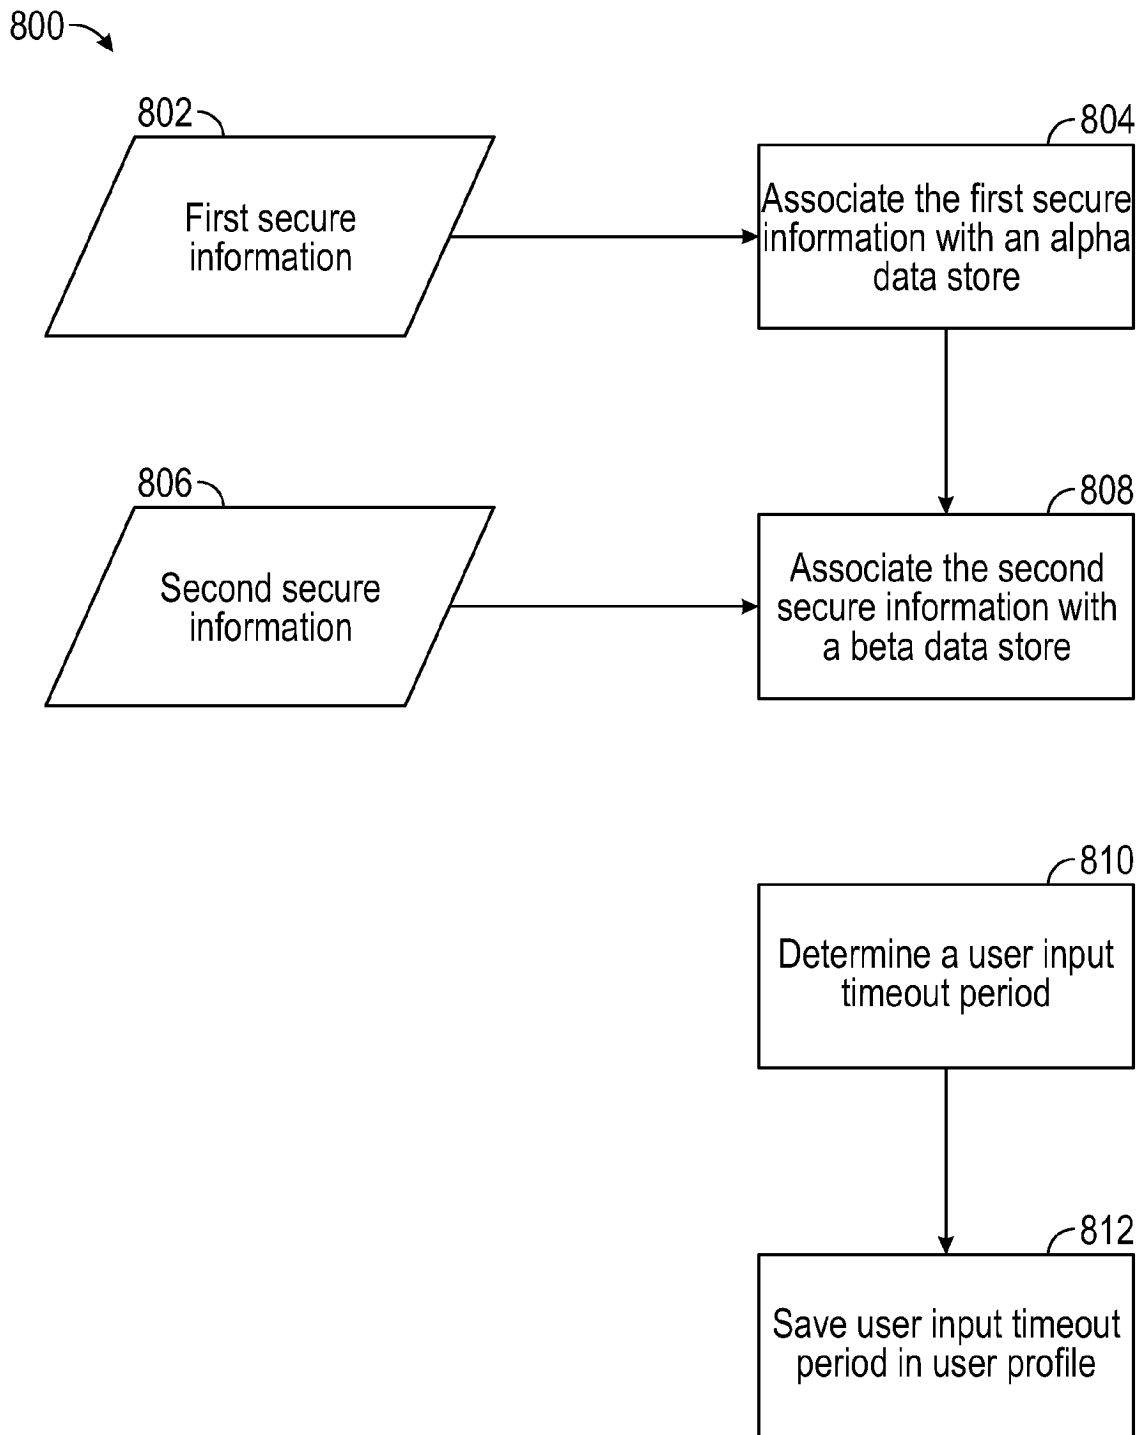 800
802
First secure
information
804
Associate the first secure
information with an alpha
data store
806
Second secure
information
808
Associate the second
secure information with
a beta data store
810
Determine a user input
timeout period
812
Save user input timeout
period in user profile